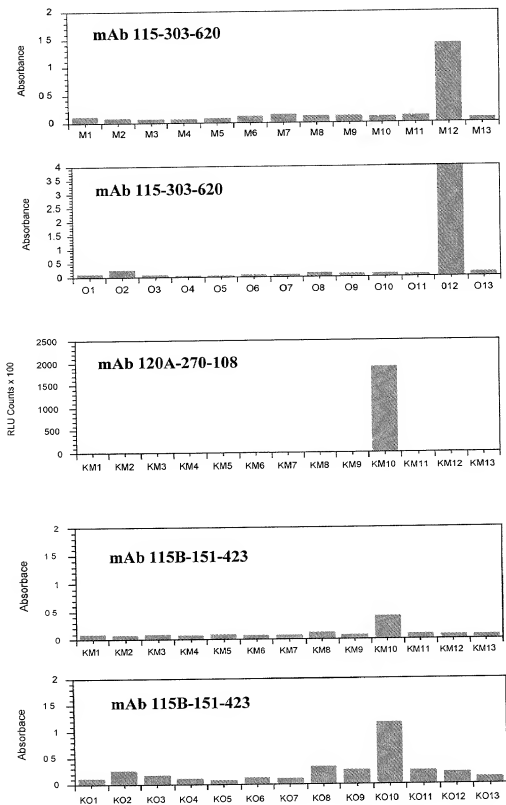 mAb 115-303-620
Absorbance
2
1 5
1
0 5
0
M1 M2 M3 M4 M5 M6 M7 M8 M9 M10 M11 M12 M13
mAb 115-303-620
Absorbance
4
3 5
3
2 5
2
1 5
1
0 5
0
O1 O2 O3 O4 O5 O6 O7 O8 O9 O10 O11 012 O13
mAb 120A-270-108
RLU Counts x 100
2500
2000
1500
1000
500
0
KM1 KM2 KM3 KM4 KM5 KM6 KM7 KM8 KM9 KM10 KM11 KM12 KM13
mAb 115B-151-423
Absorbace
2
1 5
1
0 5
0
KM1 KM2 KM3 KM4 KM5 KM6 KM7 KM8 KM9 KM10 KM11 KM12 KM13
mAb 115B-151-423
Absorbace
2
1 5
1
0 5
0
KO1 KO2 KO3 KO4 KO5 KO6 KO7 KO8 KO9 KO10 KO11 KO12 KO13